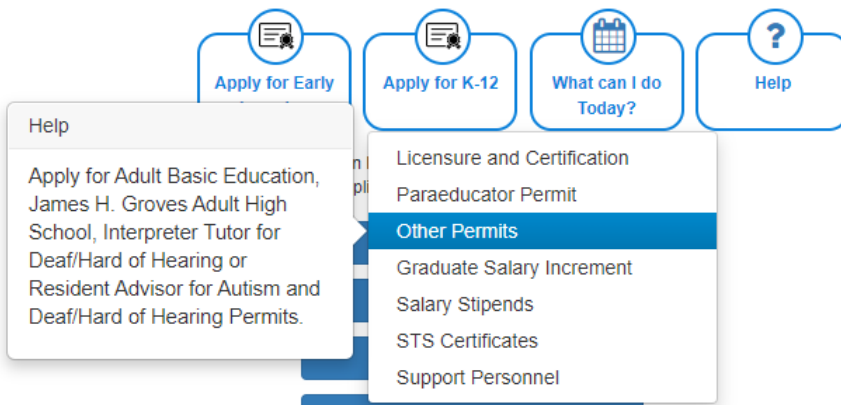 Apply for Early
Apply for K-12
What can I do
Today?
Help
Help
Apply for Adult Basic Education,
James H. Groves Adult High
School, Interpreter Tutor for
Deaf/Hard of Hearing or
Resident Advisor for Autism and
Deaf/Hard of Hearing Permits.
Licensure and Certification
Paraeducator Permit
Other Permits
Graduate Salary Increment
Salary Stipends
STS Certificates
Support Personnel